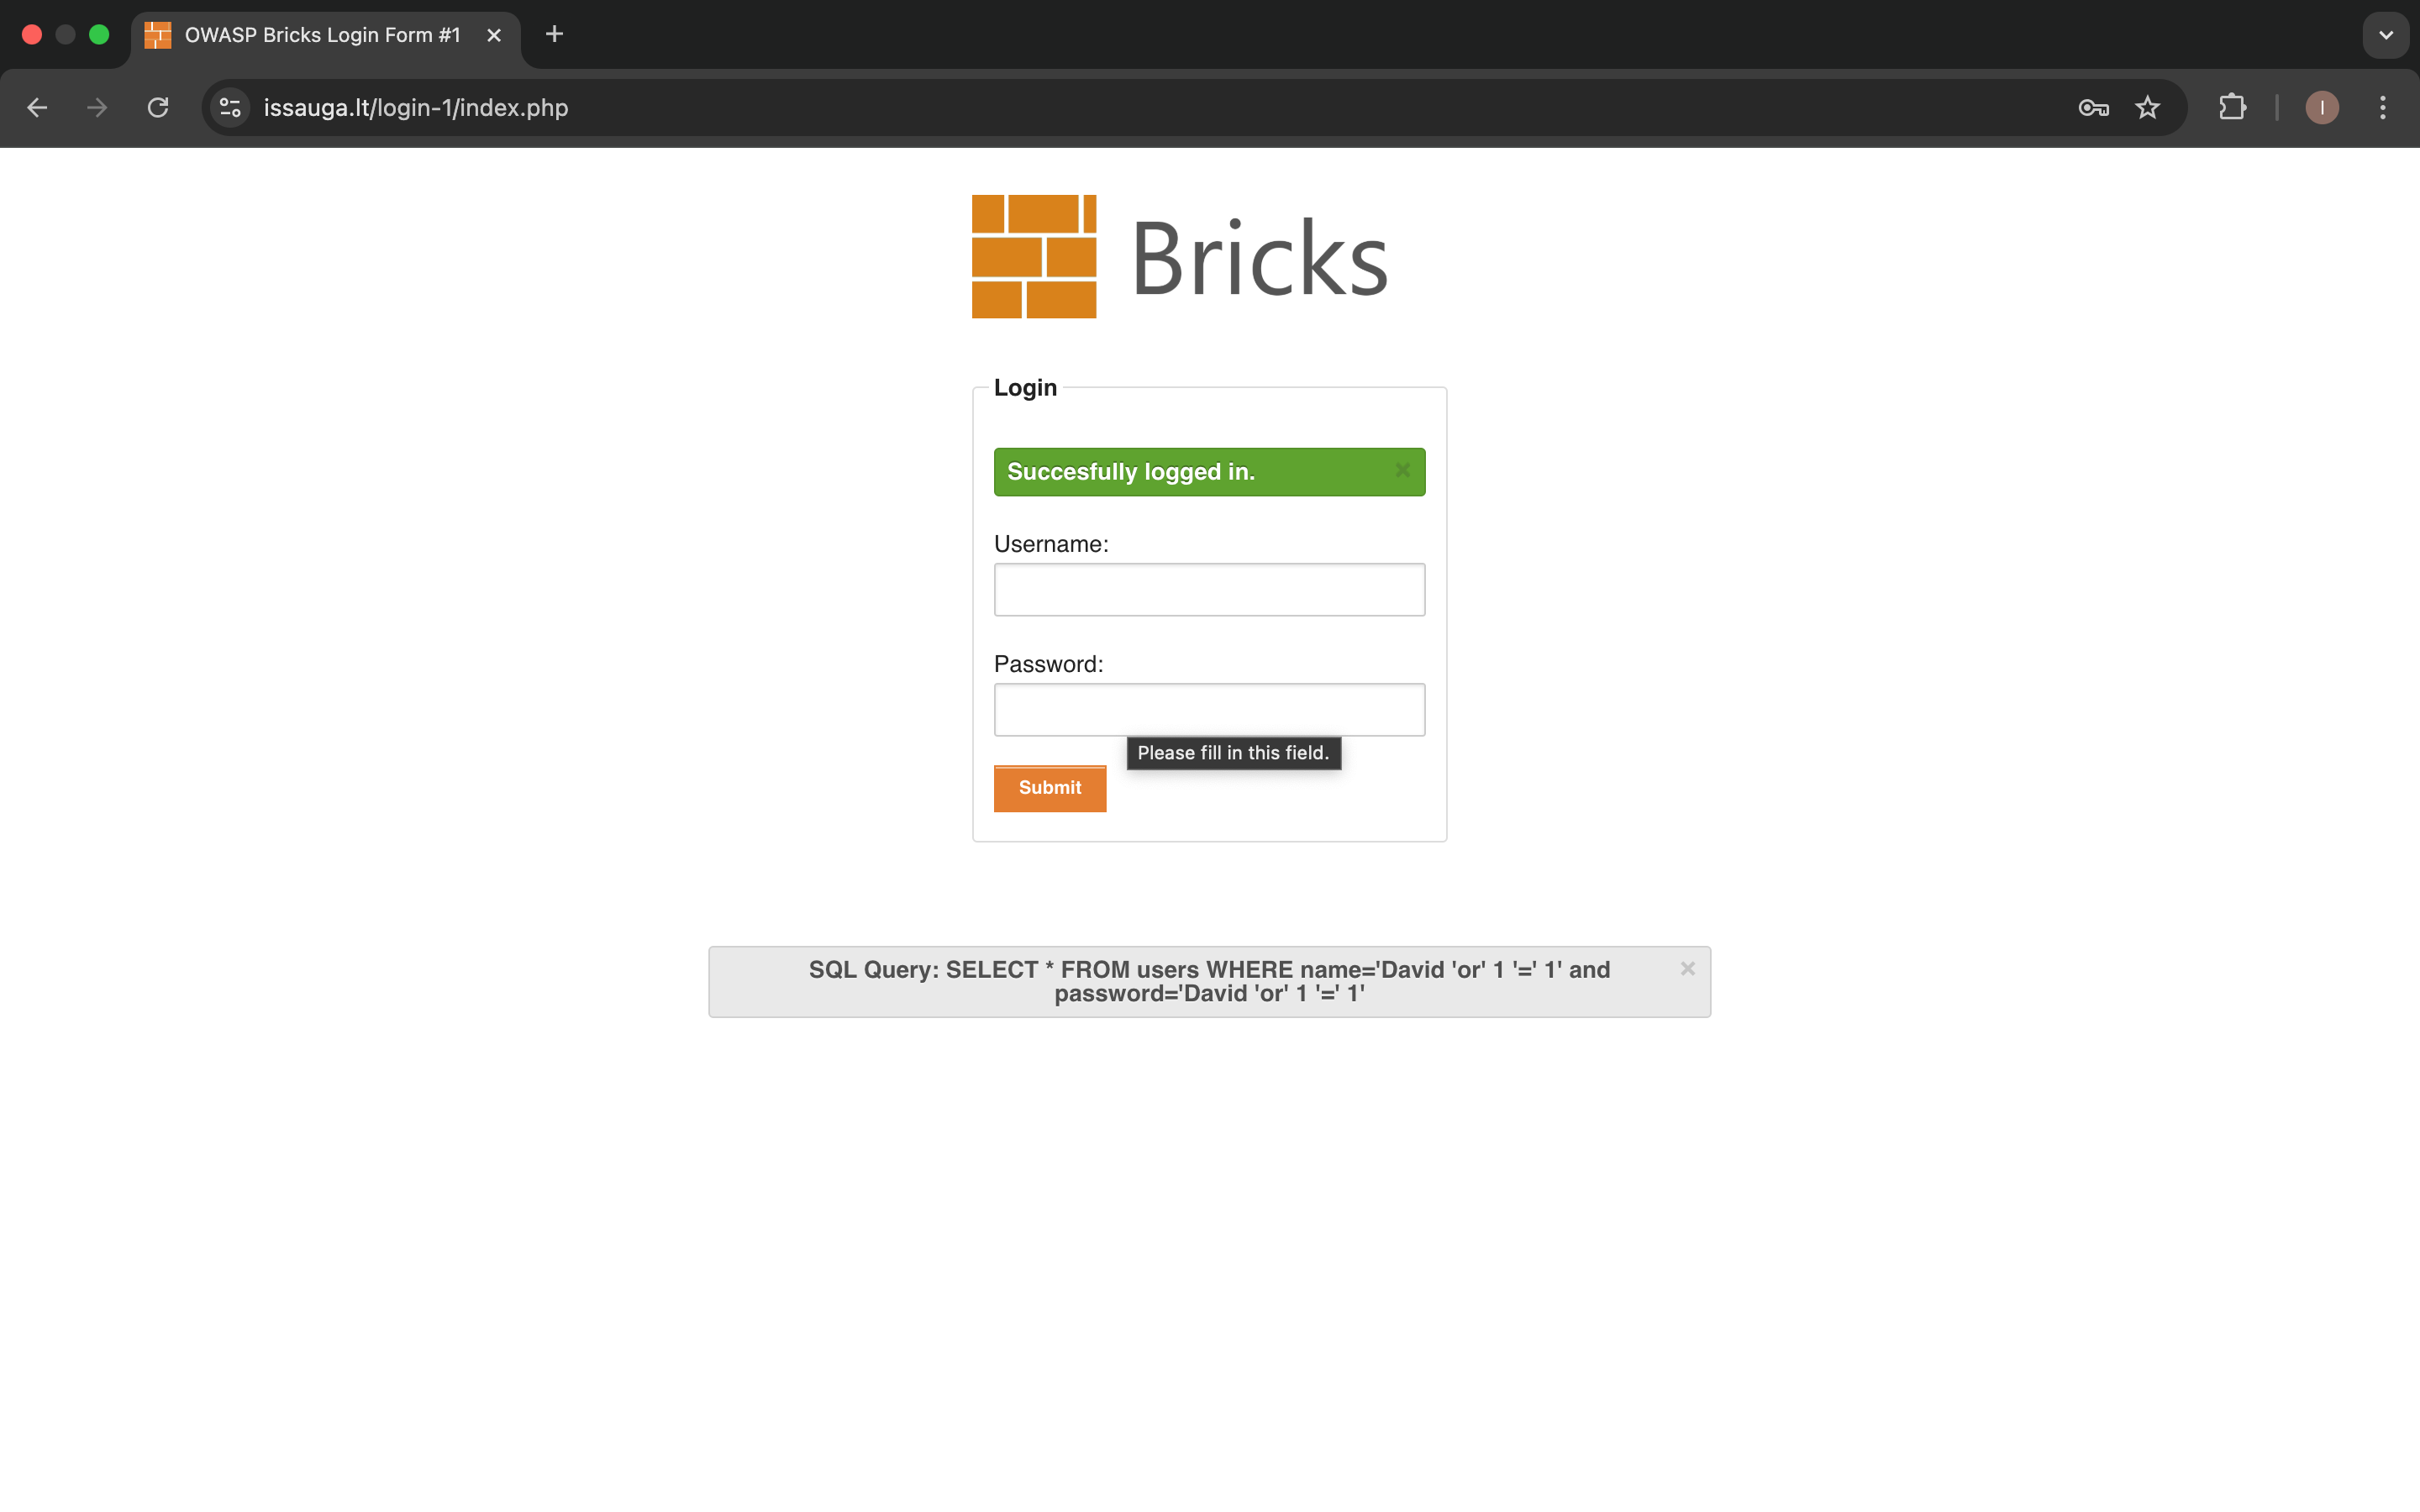 OWASP Bricks Login Form #1
issauga.lt/login-1/index.php
I
Bricks
Login
Succesfully logged in.
Username:
Password:
Please fill in this field.
Submit
SQL Query: SELECT * FROM users WHERE name='David 'or' 1 '=' 1' and
password='David 'or' 1 '=' 1'